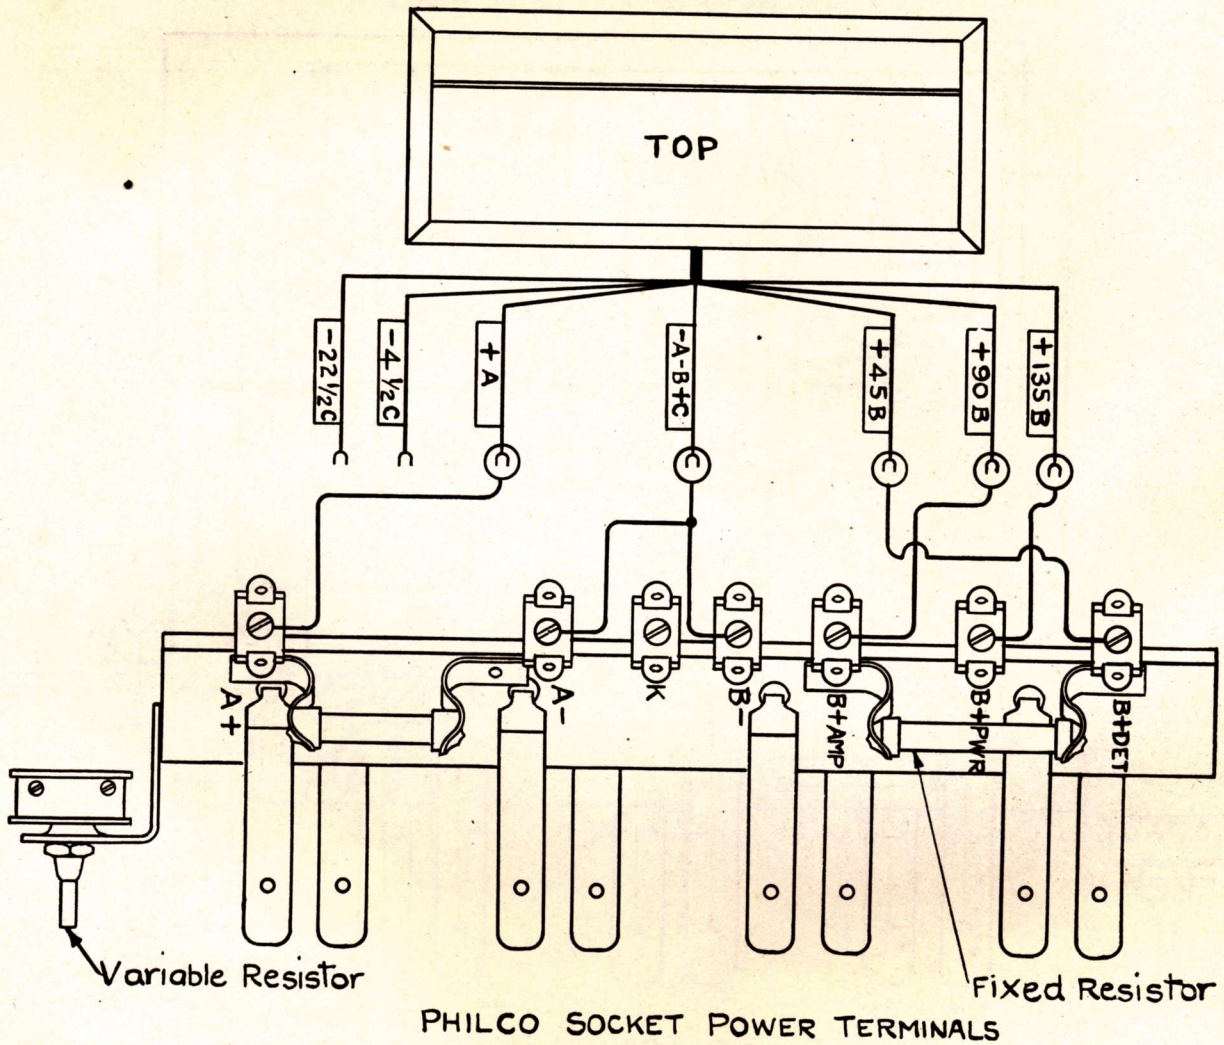 TOP
-22½C
-4½C
+A
-A-B+C
+45B
+90B
+135B
C
C
C
C
C
A+
A-
K
B-
B+AMP
B+PWR
B+DET
Variable Resistor
Fixed Resistor
PHILCO SOCKET POWER TERMINALS